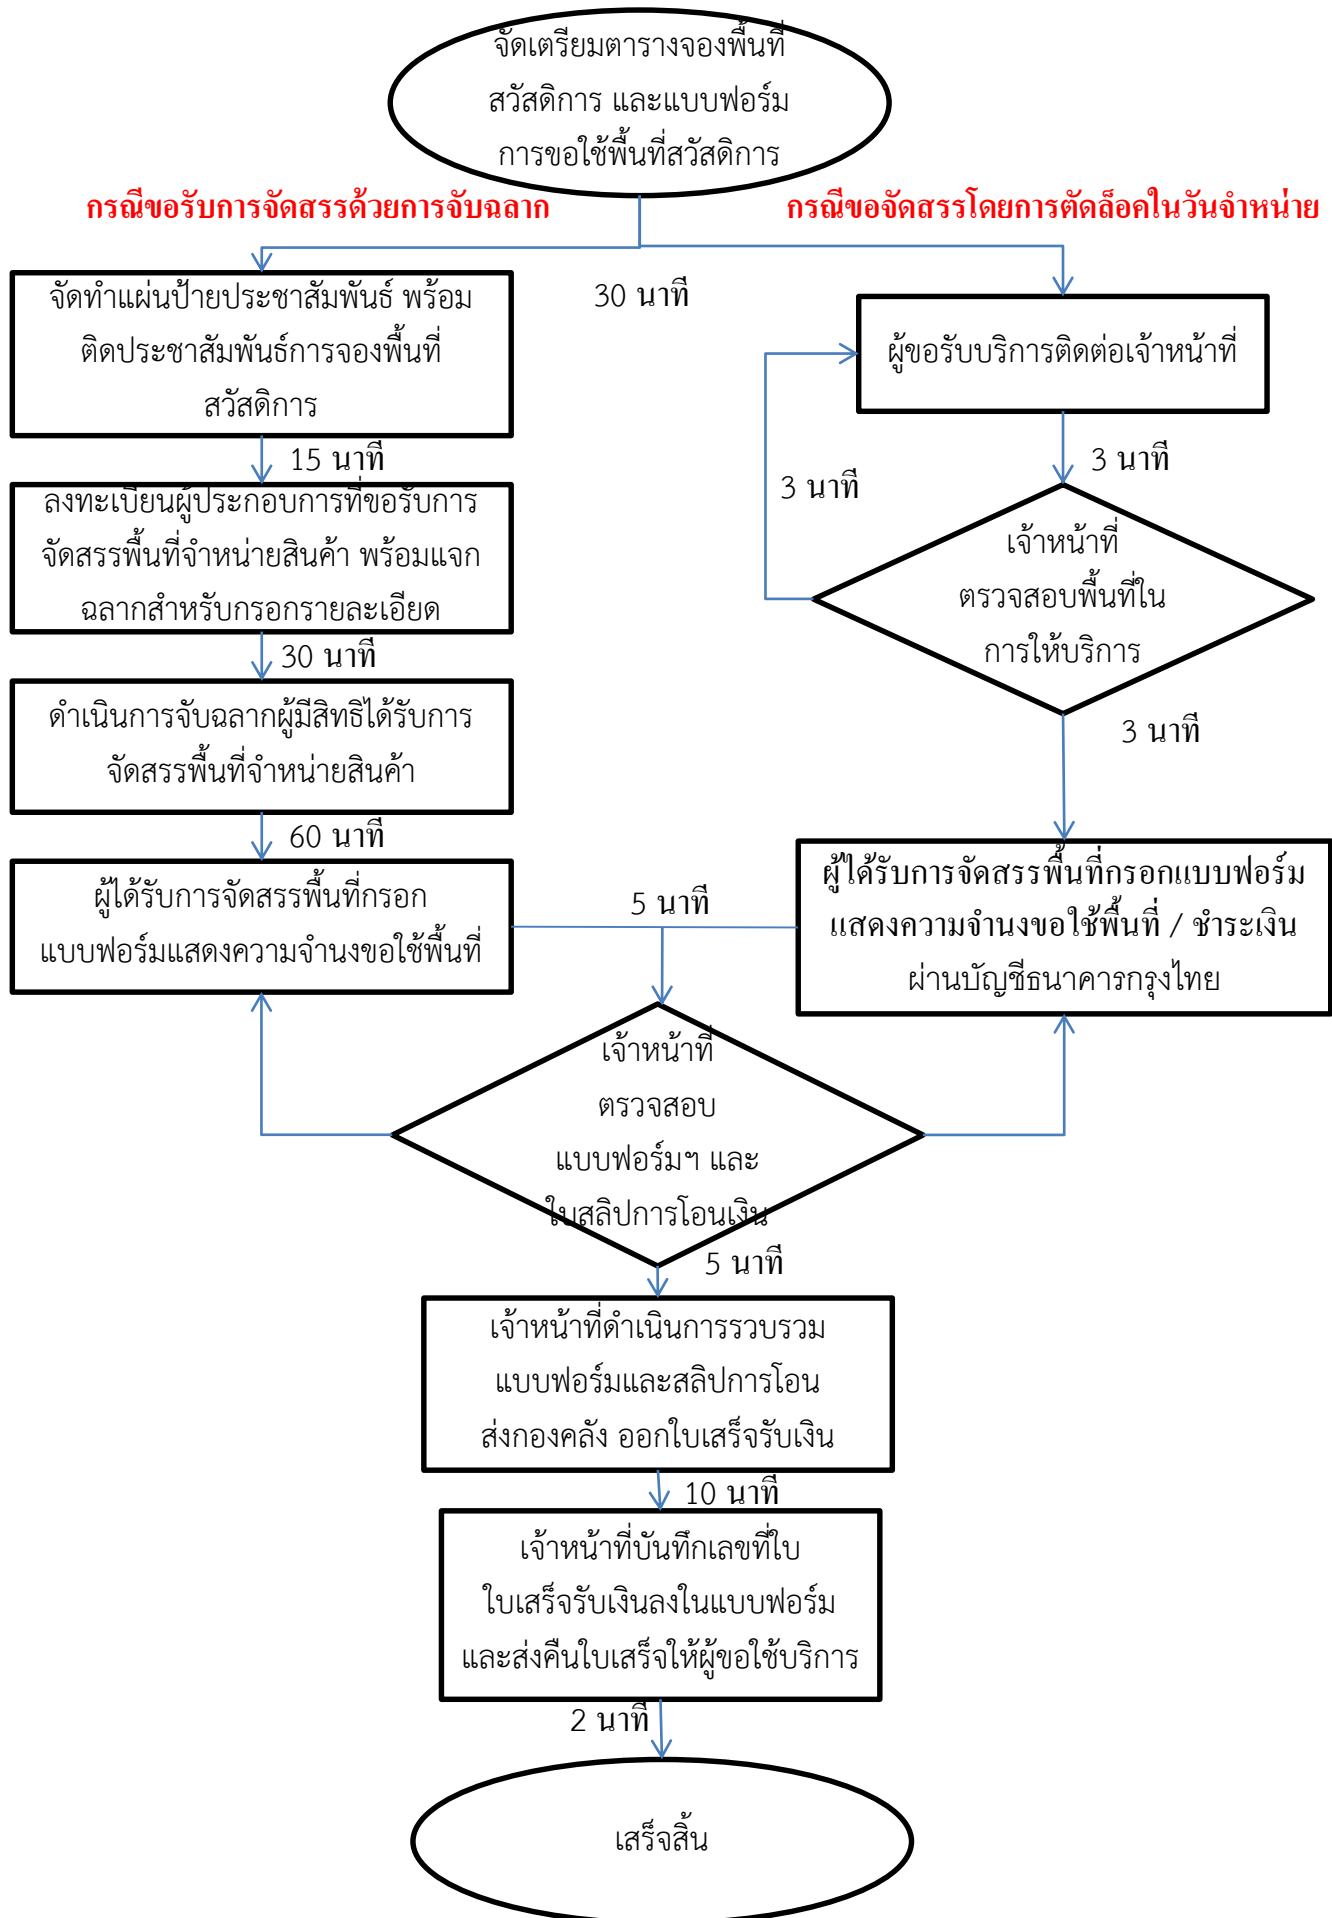 จัดเตรียมตารางจองพื้นที่
สวัสดิการ และแบบฟอร์ม
การขอใช้พื้นที่สวัสดิการ
กรณีขอรับการจัดสรรด้วยการจับฉลาก
กรณีขอจัดสรรโดยการตัดล็อคในวันจำหน่าย
30 นาที
จัดทำแผ่นป้ายประชาสัมพันธ์ พร้อม
ติดประชาสัมพันธ์การจองพื้นที่
สวัสดิการ
ผู้ขอรับบริการติดต่อเจ้าหน้าที่
15 นาที
3 นาที
3 นาที
ลงทะเบียนผู้ประกอบการที่ขอรับการ
จัดสรรพื้นที่จำหน่ายสินค้า พร้อมแจก
ฉลากสำหรับกรอกรายละเอียด
เจ้าหน้าที่
ตรวจสอบพื้นที่ใน
การให้บริการ
30 นาที
3 นาที
ดำเนินการจับฉลากผู้มีสิทธิได้รับการ
จัดสรรพื้นที่จำหน่ายสินค้า
60 นาที
ผู้ได้รับการจัดสรรพื้นที่กรอก
แบบฟอร์มแสดงความจำนงขอใช้พื้นที่
5 นาที
ผู้ได้รับการจัดสรรพื้นที่กรอกแบบฟอร์ม
แสดงความจำนงขอใช้พื้นที่ / ชำระเงิน
ผ่านบัญชีธนาคารกรุงไทย
เจ้าหน้าที่
ตรวจสอบ
แบบฟอร์มฯ และ
ใบสลิปการโอนเงิน
5 นาที
เจ้าหน้าที่ดำเนินการรวบรวม
แบบฟอร์มและสลิปการโอน
ส่งกองคลัง ออกใบเสร็จรับเงิน
10 นาที
เจ้าหน้าที่บันทึกเลขที่ใบ
ใบเสร็จรับเงินลงในแบบฟอร์ม
และส่งคืนใบเสร็จให้ผู้ขอใช้บริการ
2 นาที
เสร็จสิ้น